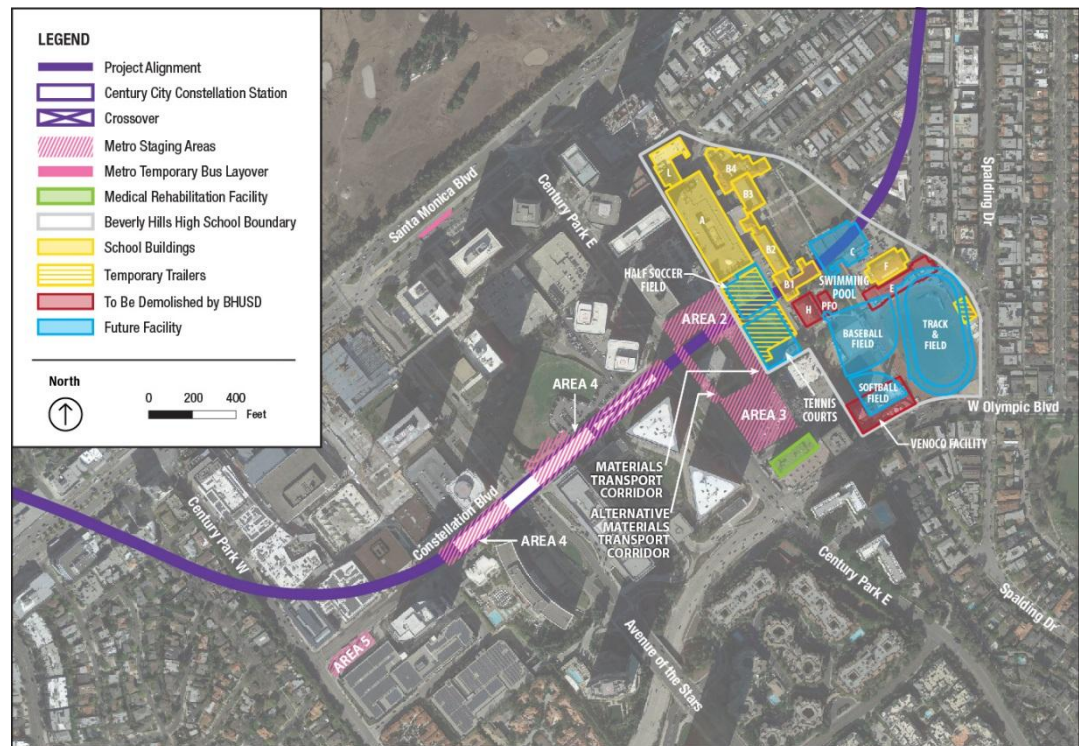 LEGEND
Project Alignment
Century City Constellation Station
Crossover
Metro Staging Areas
Metro Temporary Bus Layover
Medical Rehabilitation Facility
Beverly Hills High School Boundary
School Buildings
Temporary Trailers
To Be Demolished by BHUSD
Future Facility
North
0 200 400
Feet
Santa Monica Blvd
Century Park E
Spalding Dr
L
B4
B3
A
B2
B1
C
F
E
HALF SOCCER
FIELD
SWIMMING
POOL
H
PFO
AREA 2
BASEBALL
FIELD
TRACK
&
FIELD
SOFTBALL
FIELD
TENNIS
COURTS
W Olympic Blvd
VENOCO FACILITY
AREA 4
AREA 3
MATERIALS
TRANSPORT
CORRIDOR
ALTERNATIVE
MATERIALS
TRANSPORT
CORRIDOR
Constellation Blvd
AREA 4
Century Park W
AREA 5
Avenue of the Stars
Century Park E
Spalding Dr